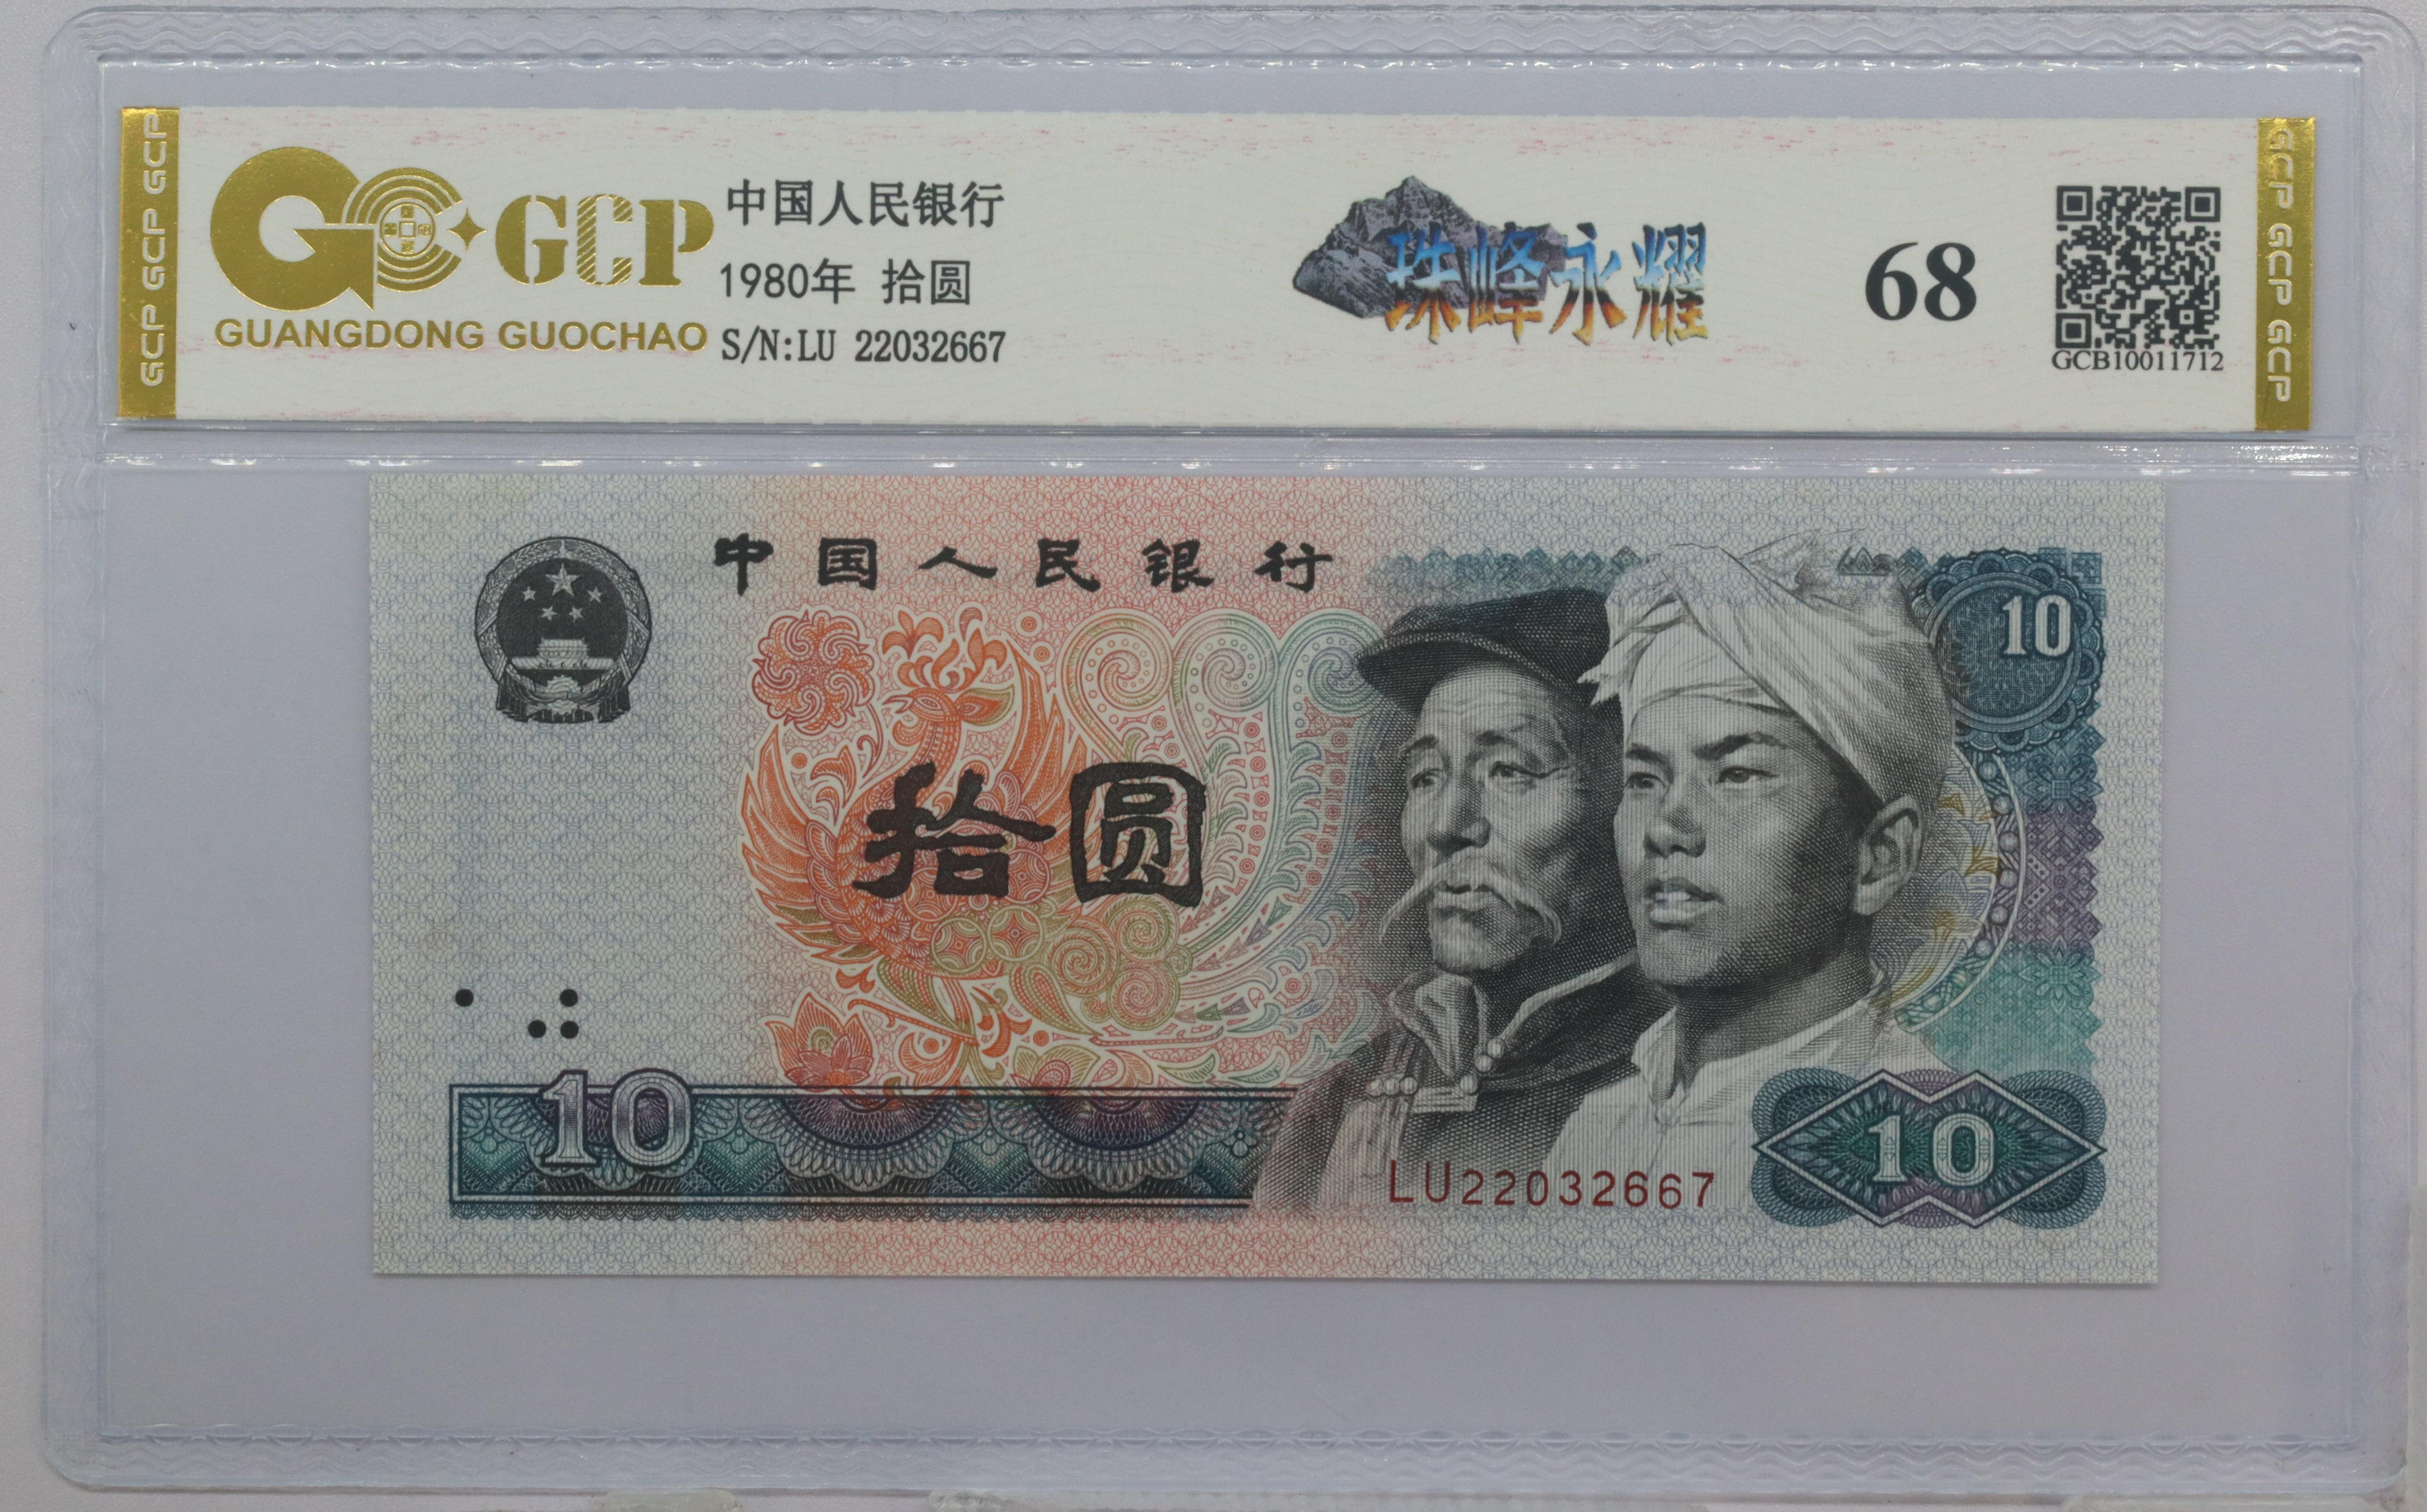 GCP GCP GCP GCP
GCP
GUANGDONG GUOCHAO
中国人民银行
1980年 拾圆
S/N:LU 22032667
珠峰永耀
68
GCB10011712
GCP GCP GCP GCP
中国人民银行
10
拾圆
10
LU22032667
10